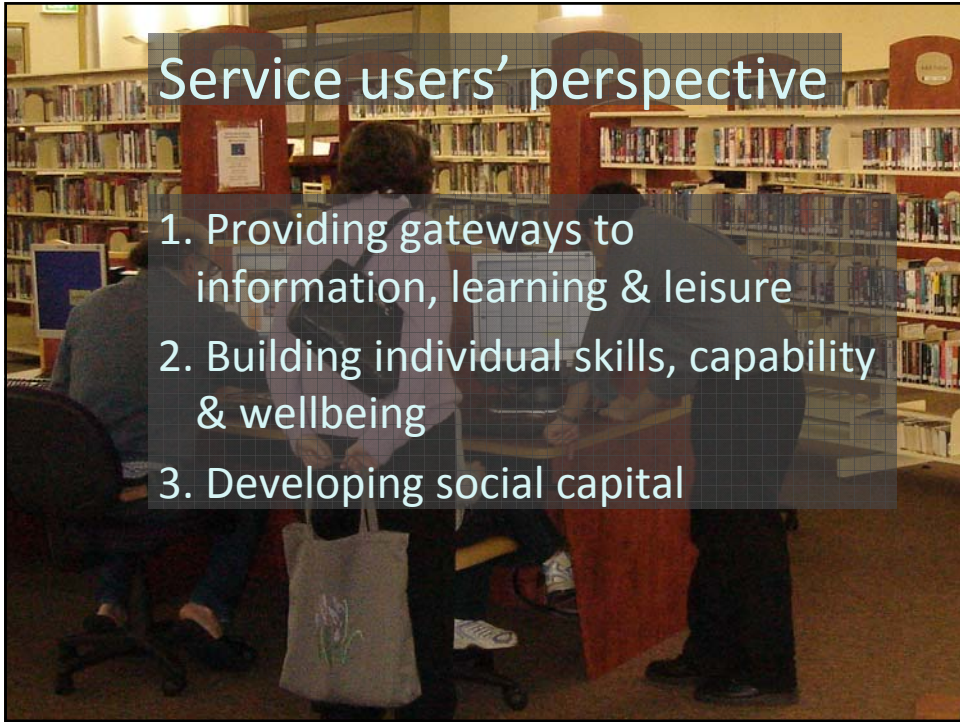 Service users’ perspective
1. Providing gateways to
information, learning & leisure
2. Building individual skills, capability
& wellbeing
3. Developing social capital